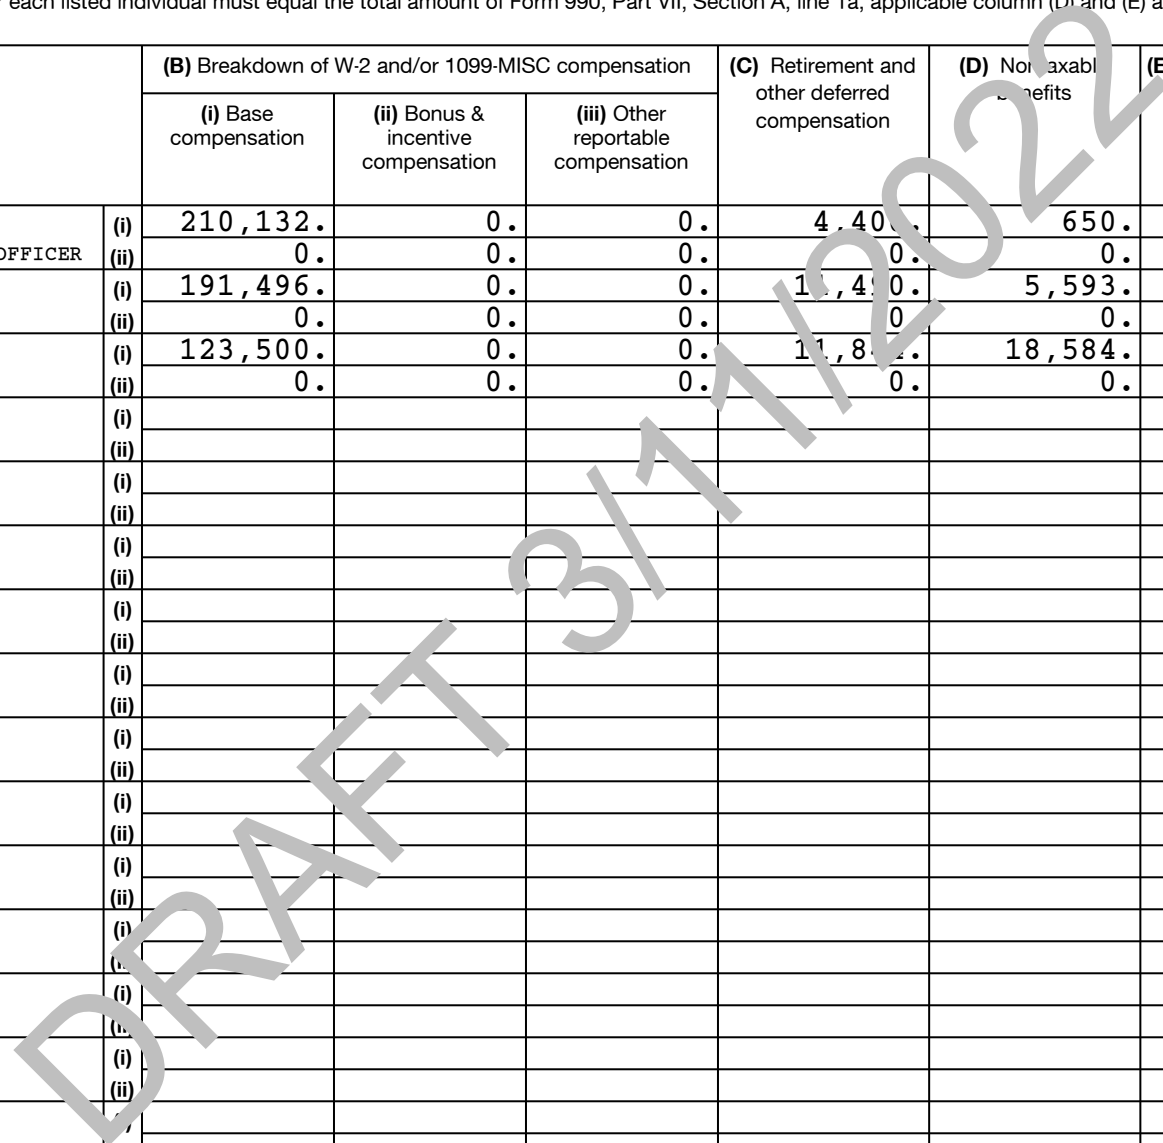 each listed individual must equal the total amount of Form 990, Part VII, Section A, line 1a, applicable column (D) and (E)
(B) Breakdown of W-2 and/or 1099-MISC compensation
(i) Base compensation
(ii) Bonus & incentive compensation
(iii) Other reportable compensation
(C) Retirement and other deferred compensation
(D) Nontaxable benefits
OFFICER
(i) 210,132. 0. 0. 650.
(ii) 0. 0. 0. 0. 0.
(i) 191,496. 0. 0. 5,593.
(ii) 0. 0. 0. 0 0.
(i) 123,500. 0. 0. 18,584.
(ii) 0. 0. 0. 0. 0.
(i)
(ii)
(i)
(ii)
(i)
(ii)
(i)
(ii)
(i)
(ii)
(i)
(ii)
(i)
(ii)
(i)
(ii)
(i)
(i)
(i)
(ii)
DRAFT 3/11/2022